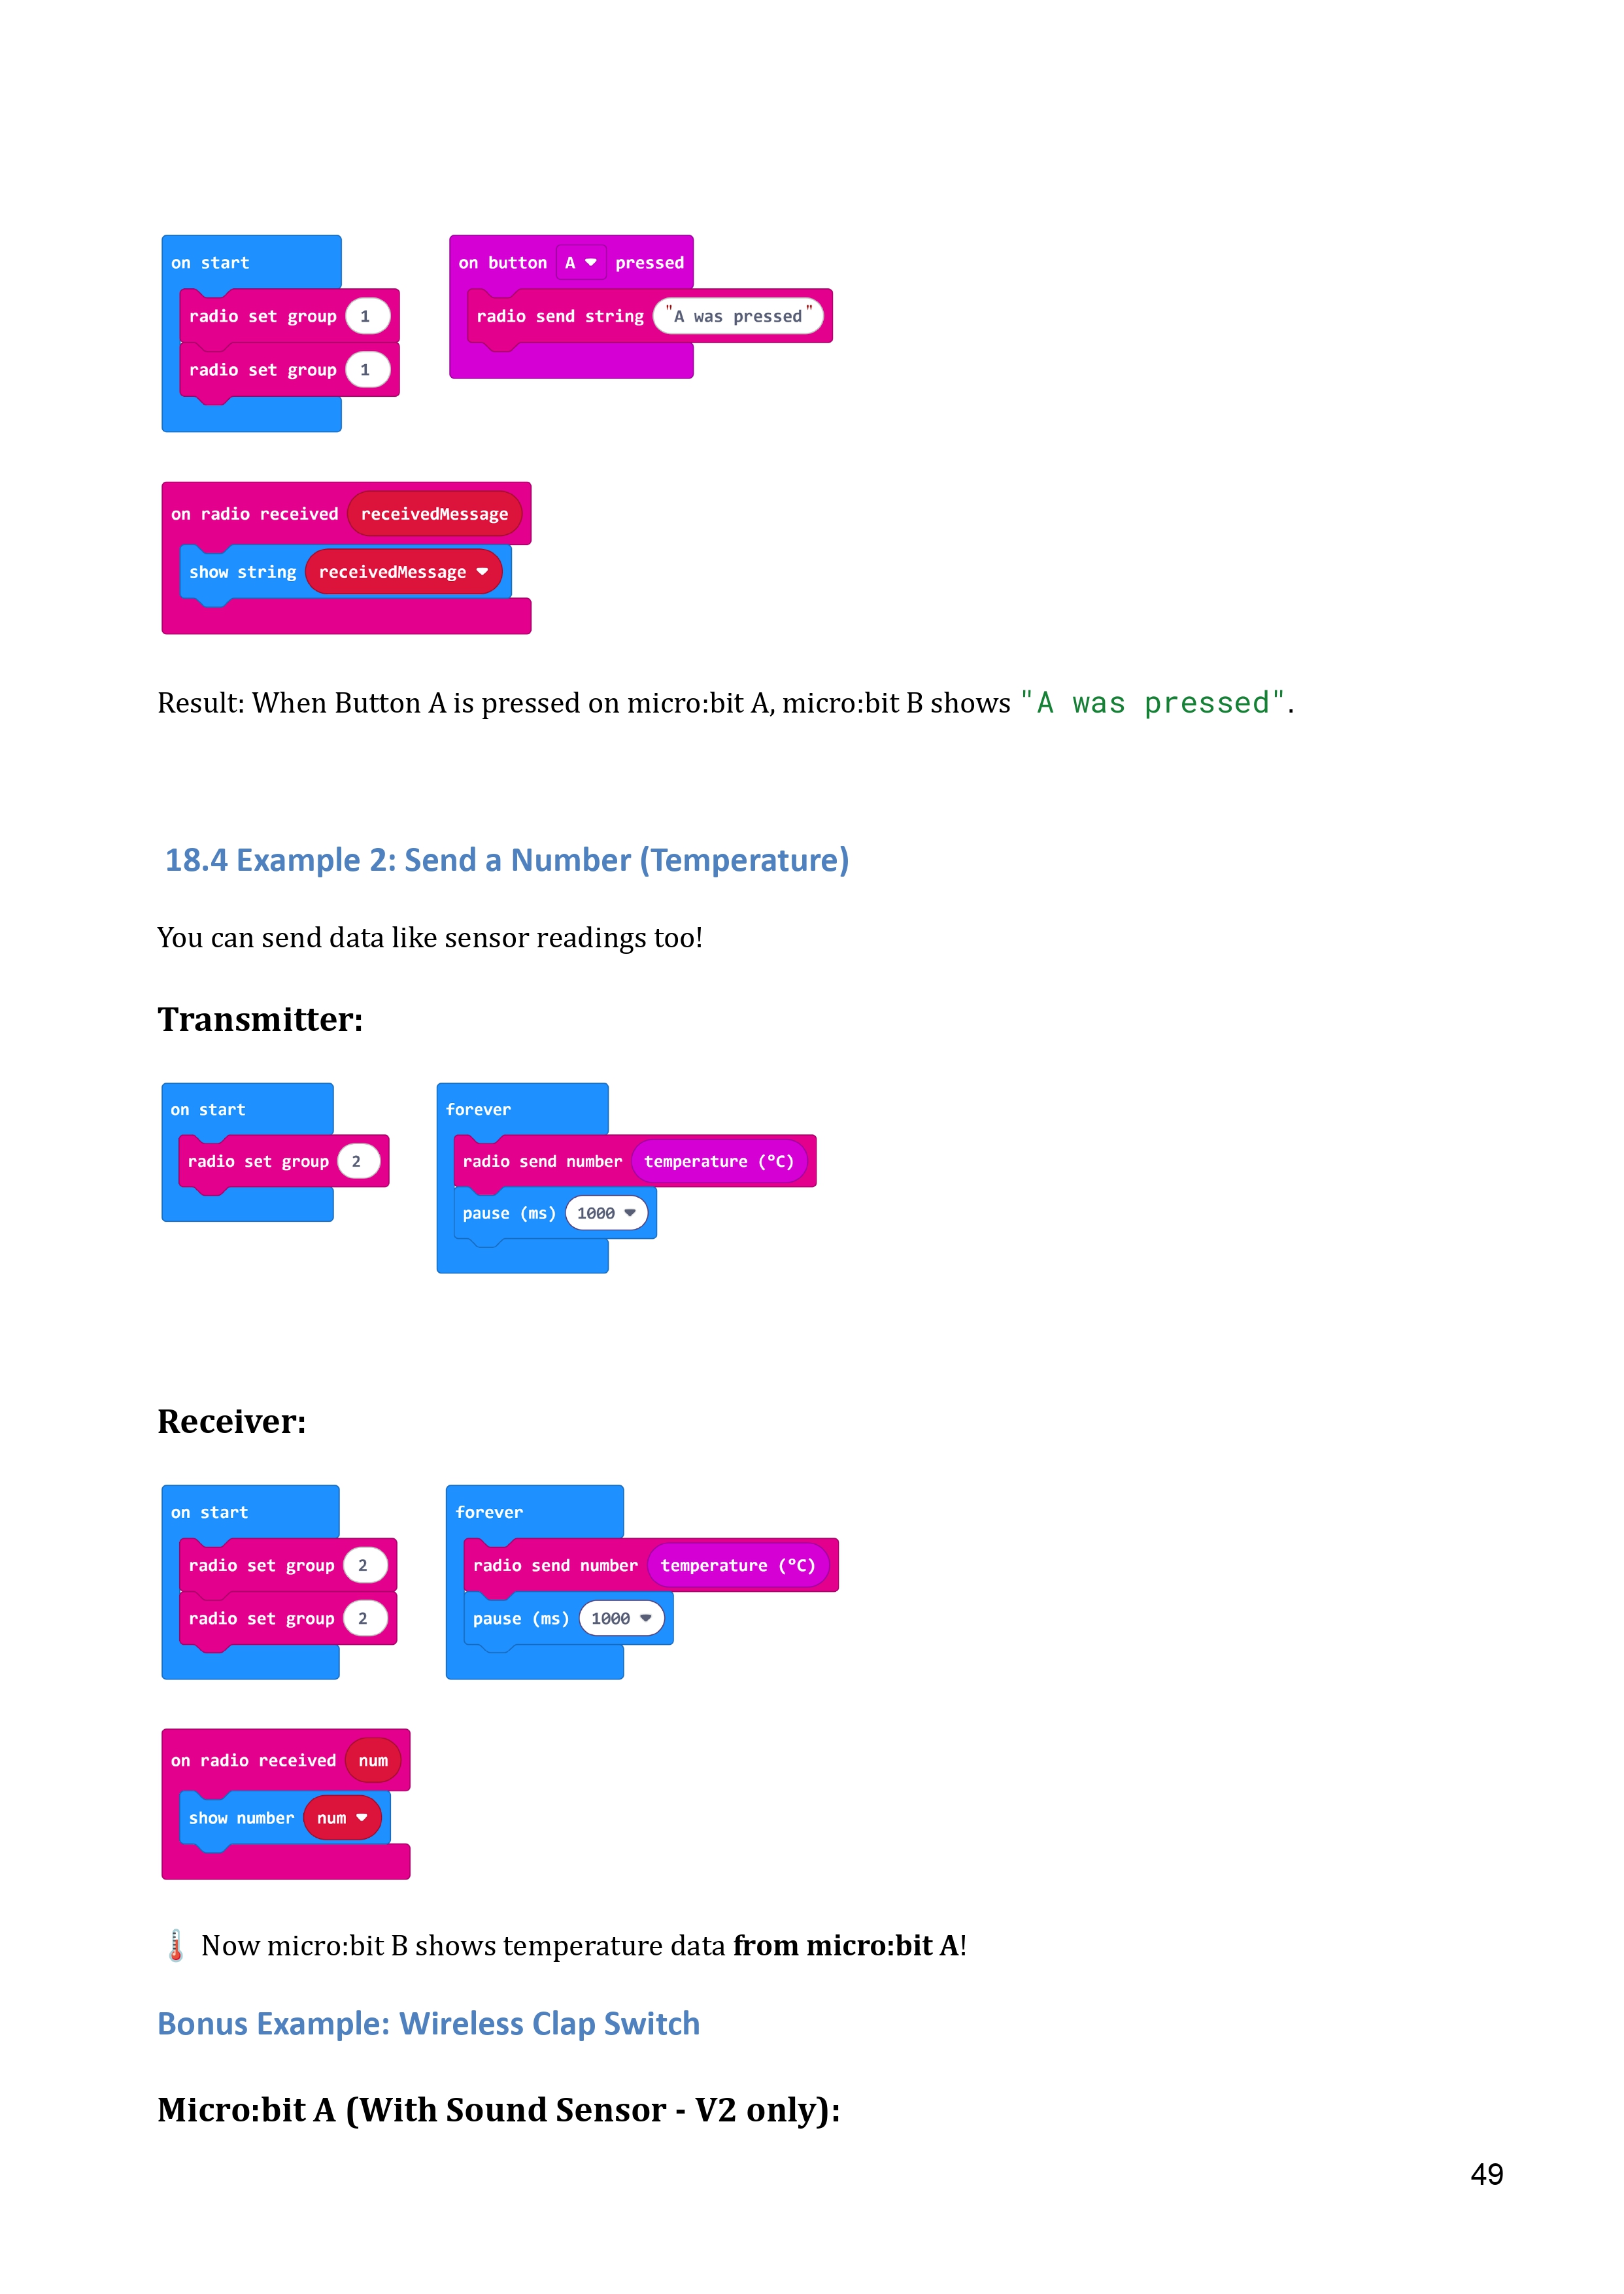 on start
radio set group 1
radio set group 1
on button A pressed
radio send string "A was pressed"
on radio received receivedMessage
show string receivedMessage
Result: When Button A is pressed on micro:bit A, micro:bit B shows "A was pressed".
18.4 Example 2: Send a Number (Temperature)
You can send data like sensor readings too!
Transmitter:
on start
radio set group 2
forever
radio send number temperature (°C)
pause (ms) 1000
Receiver:
on start
radio set group 2
radio set group 2
forever
radio send number temperature (°C)
pause (ms) 1000
on radio received num
show number num
🌡️ Now micro:bit B shows temperature data from micro:bit A!
Bonus Example: Wireless Clap Switch
Micro:bit A (With Sound Sensor - V2 only):
49